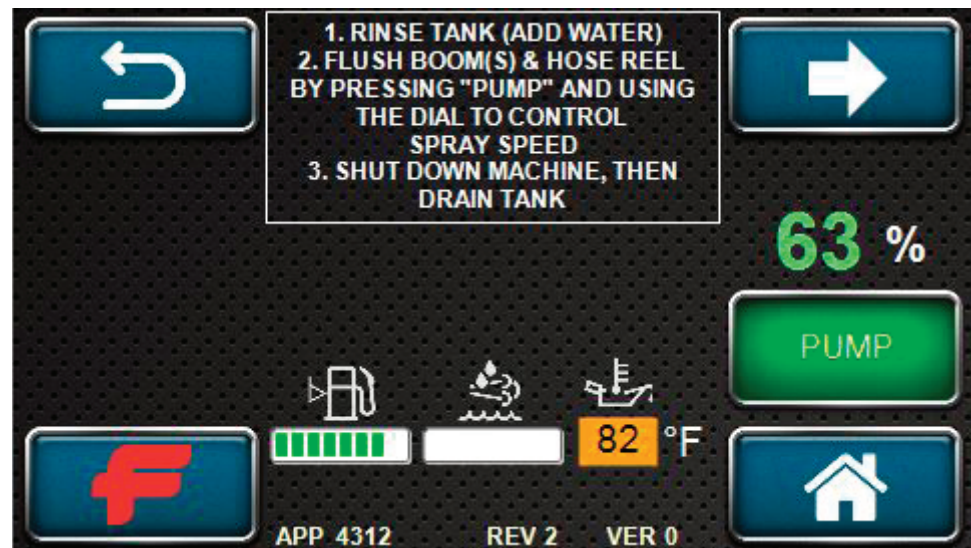 1. RINSE TANK (ADD WATER)
2. FLUSH BOOM(S) & HOSE REEL
BY PRESSING "PUMP" AND USING
THE DIAL TO CONTROL
SPRAY SPEED
3. SHUT DOWN MACHINE, THEN
DRAIN TANK
63 %
PUMP
82 °F
APP 4312 REV 2 VER 0